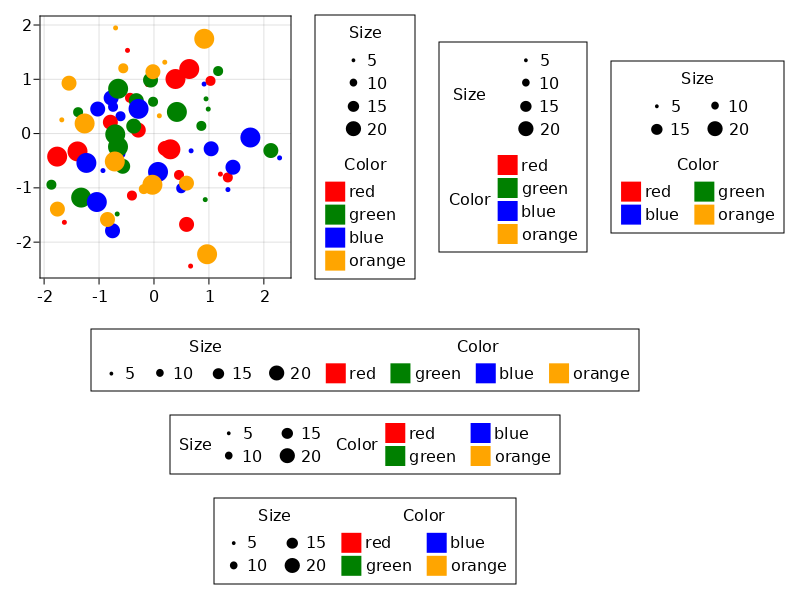 2
1
0
-1
-2
-2 -1 0 1 2
Size
5
10
15
20
Color
red
green
blue
orange
Size
5
10
15
20
Color
red
green
blue
orange
Size
5 10
15 20
Color
red green
blue orange
Size Color
5 10 15 20 red green blue orange
Size 5 15 Color red blue
10 20 green orange
Size Color
5 15 red blue
10 20 green orange